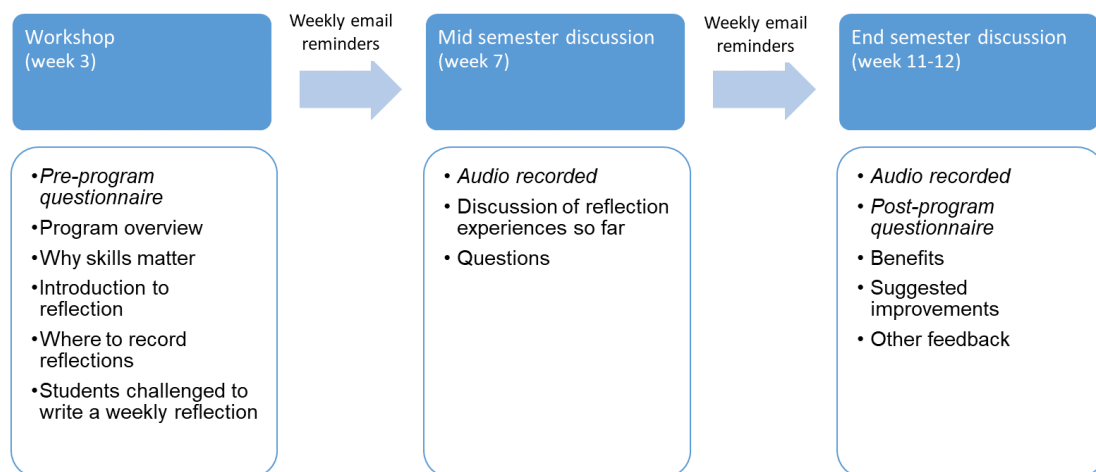 Workshop
(week 3)
Weekly email
reminders
Mid semester discussion
(week 7)
Weekly email
reminders
End semester discussion
(week 11-12)
•Pre-program
questionnaire
•Program overview
•Why skills matter
•Introduction to
reflection
•Where to record
reflections
•Students challenged to
write a weekly reflection
• Audio recorded
• Discussion of reflection
experiences so far
• Questions
• Audio recorded
• Post-program
questionnaire
• Benefits
• Suggested
improvements
• Other feedback